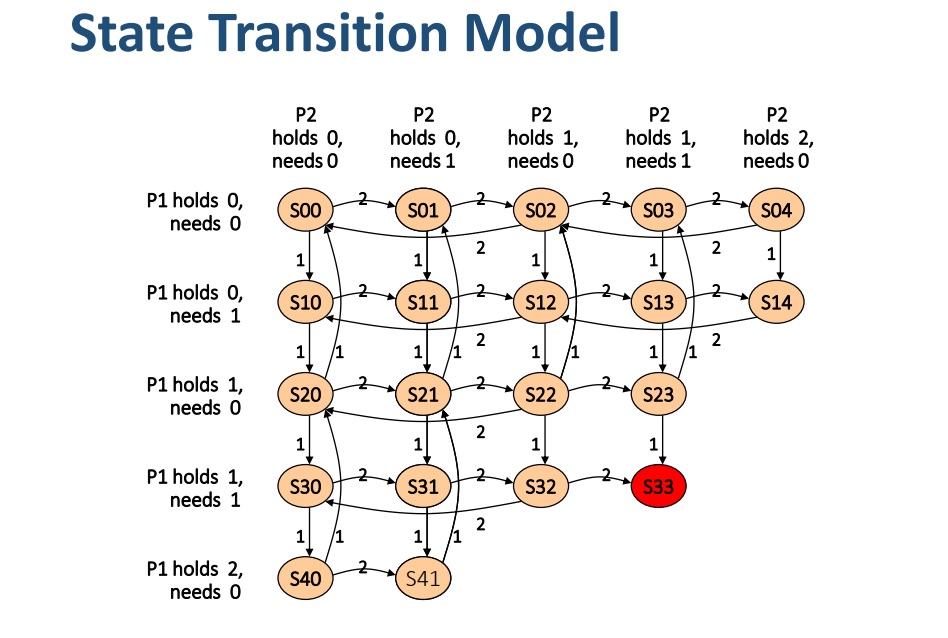 State Transition Model
P2 P2 P2 P2 P2
holds 0, holds 0, holds 1, holds 1, holds 2,
needs 0 needs 1 needs 0 needs 1 needs 0
P1 holds 0,
needs 0
S00 2 S01 2 S02 2 S03 2 S04
2 2
1 1 1 1 1
P1 holds 0,
needs 1
S10 2 S11 2 S12 2 S13 2 S14
2 2
1 1 1 1 1 1 1 1
P1 holds 1,
needs 0
S20 2 S21 2 S22 2 S23
2
1 1 1 1
P1 holds 1,
needs 1
S30 2 S31 2 S32 2 S33
2
1 1 1 1
P1 holds 2,
needs 0
S40 2 S41